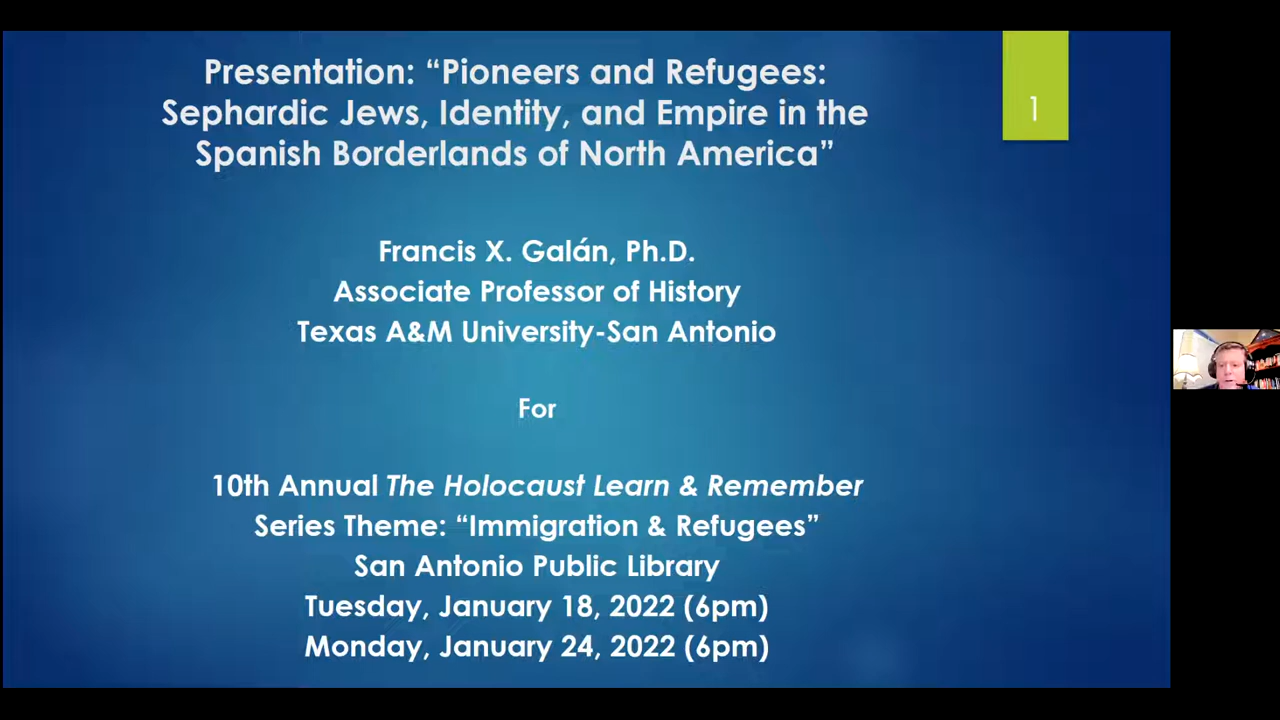 Presentation: “Pioneers and Refugees:
Sephardic Jews, Identity, and Empire in the
Spanish Borderlands of North America”
1
Francis X. Galán, Ph.D.
Associate Professor of History
Texas A&M University-San Antonio
For
10th Annual The Holocaust Learn & Remember
Series Theme: “Immigration & Refugees”
San Antonio Public Library
Tuesday, January 18, 2022 (6pm)
Monday, January 24, 2022 (6pm)